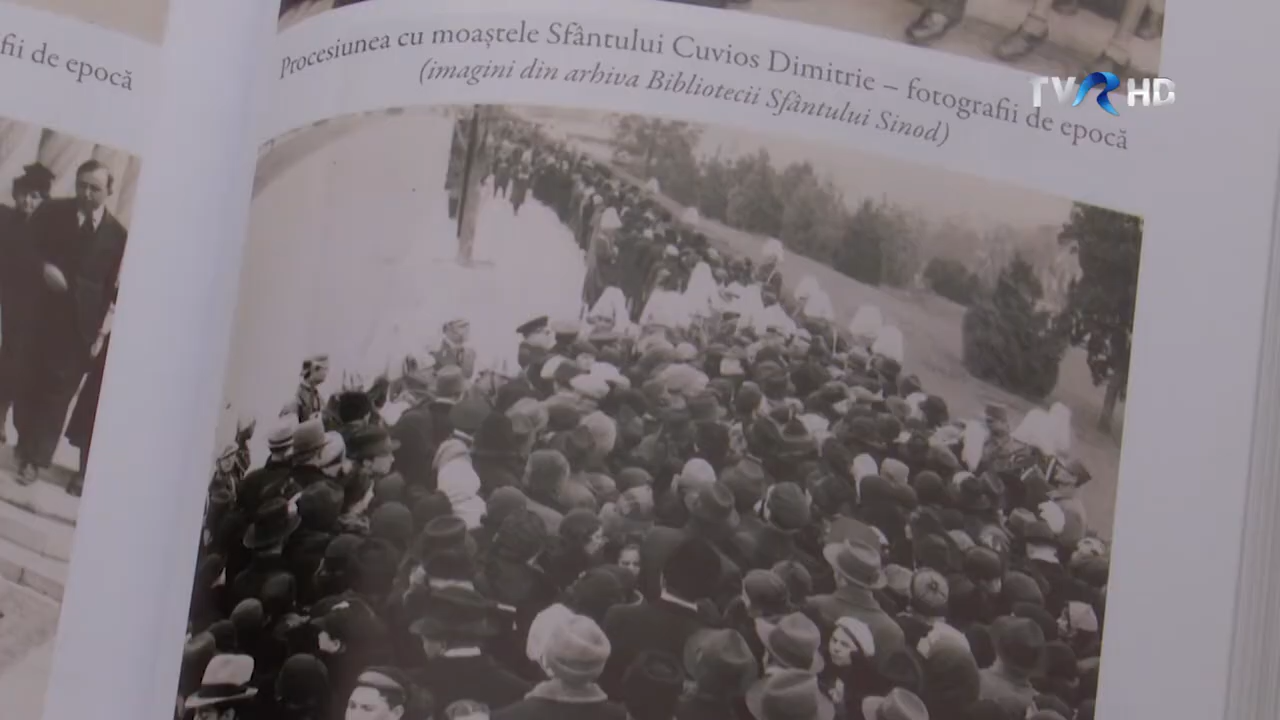 fii de epocă
Procesiunea cu moaștele Sfântului Cuvios Dimitrie – fotografii de epocă
(imagini din arhiva Bibliotecii Sfântului Sinod)
TVR HD